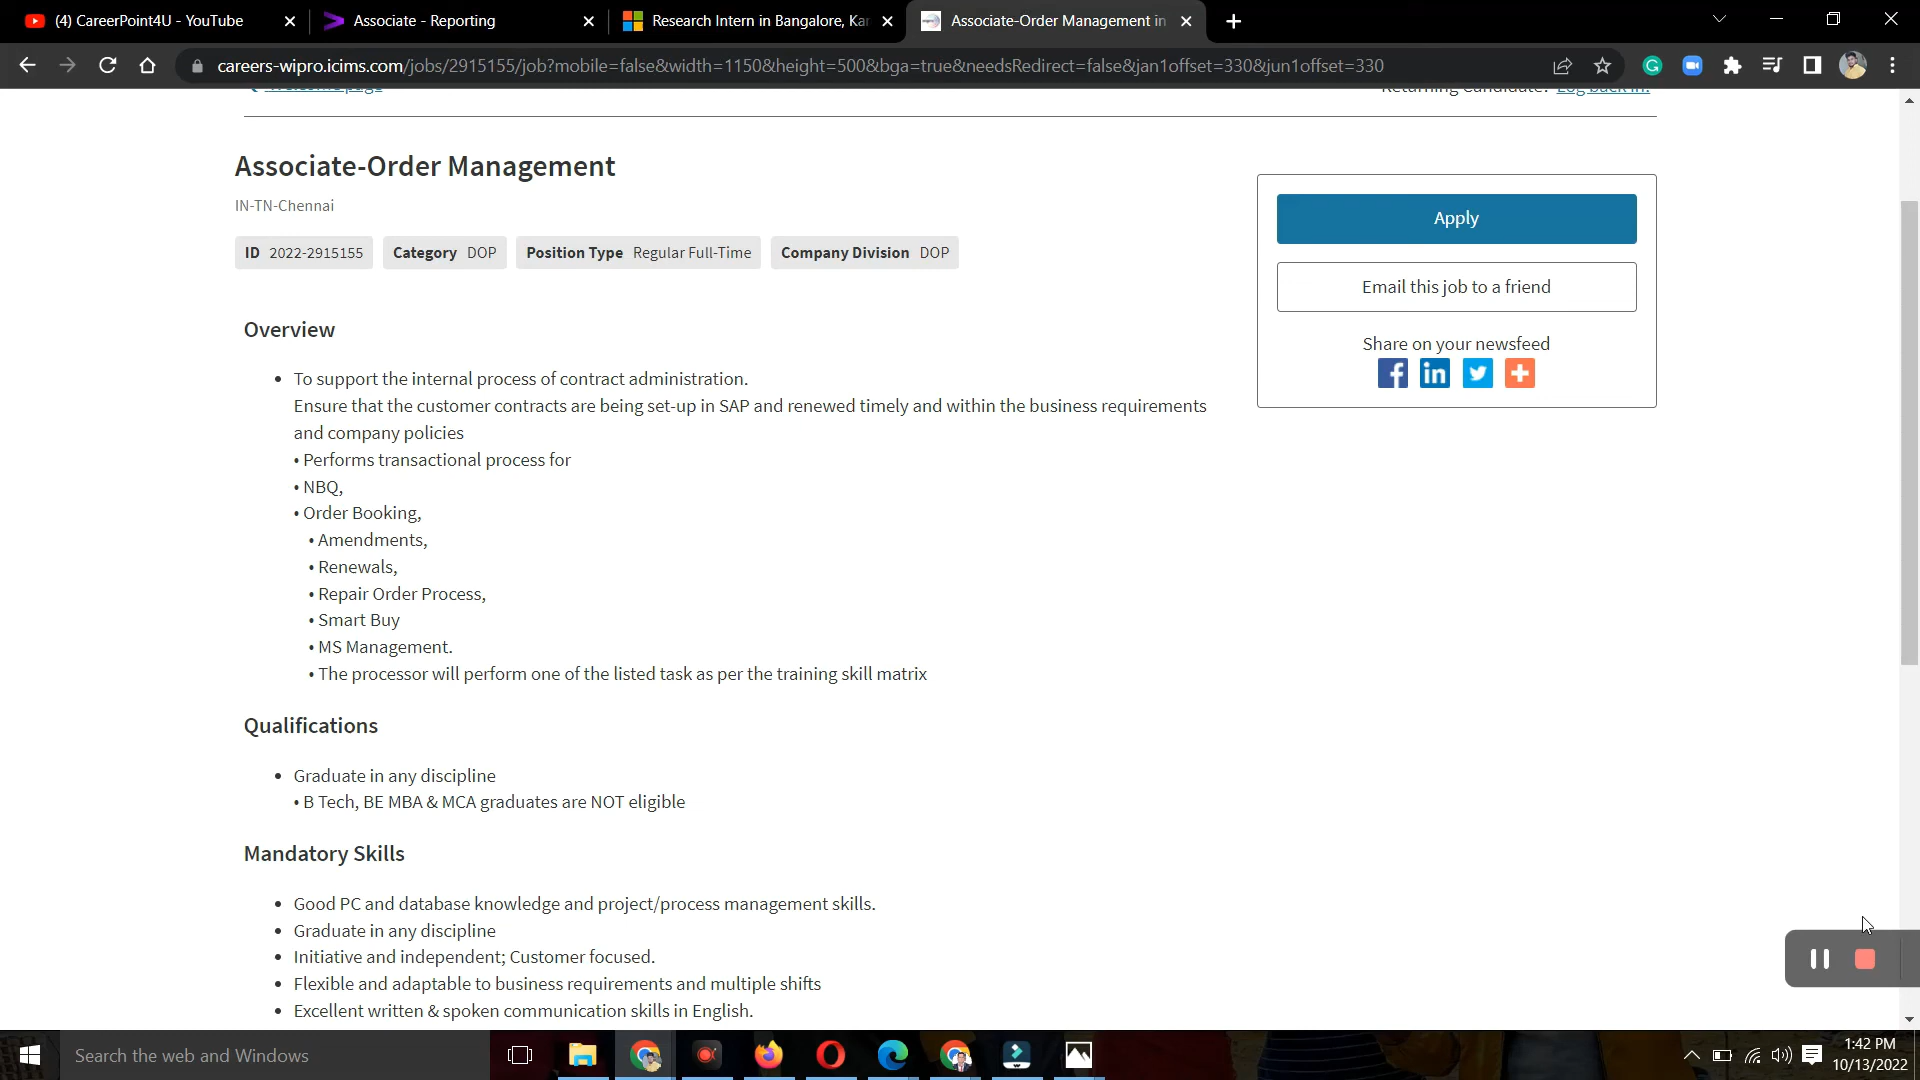 (4) CareerPoint4U - YouTube
Associate - Reporting
Research Intern in Bangalore, Kar
Associate-Order Management in
careers-wipro.icims.com/jobs/2915155/job?mobile=false&width=1150&height=500&bga=true&needsRedirect=false&jan1offset=330&jun1offset=330
Welcome page
Returning Candidate? Log back in!
Associate-Order Management
IN-TN-Chennai
ID 2022-2915155 Category DOP Position Type Regular Full-Time Company Division DOP
Apply
Email this job to a friend
Share on your newsfeed
Overview
• To support the internal process of contract administration.
Ensure that the customer contracts are being set-up in SAP and renewed timely and within the business requirements
and company policies
• Performs transactional process for
• NBQ,
• Order Booking,
• Amendments,
• Renewals,
• Repair Order Process,
• Smart Buy
• MS Management.
• The processor will perform one of the listed task as per the training skill matrix
Qualifications
• Graduate in any discipline
• B Tech, BE MBA & MCA graduates are NOT eligible
Mandatory Skills
• Good PC and database knowledge and project/process management skills.
• Graduate in any discipline
• Initiative and independent; Customer focused.
• Flexible and adaptable to business requirements and multiple shifts
• Excellent written & spoken communication skills in English.
Search the web and Windows
1:42 PM
10/13/2022